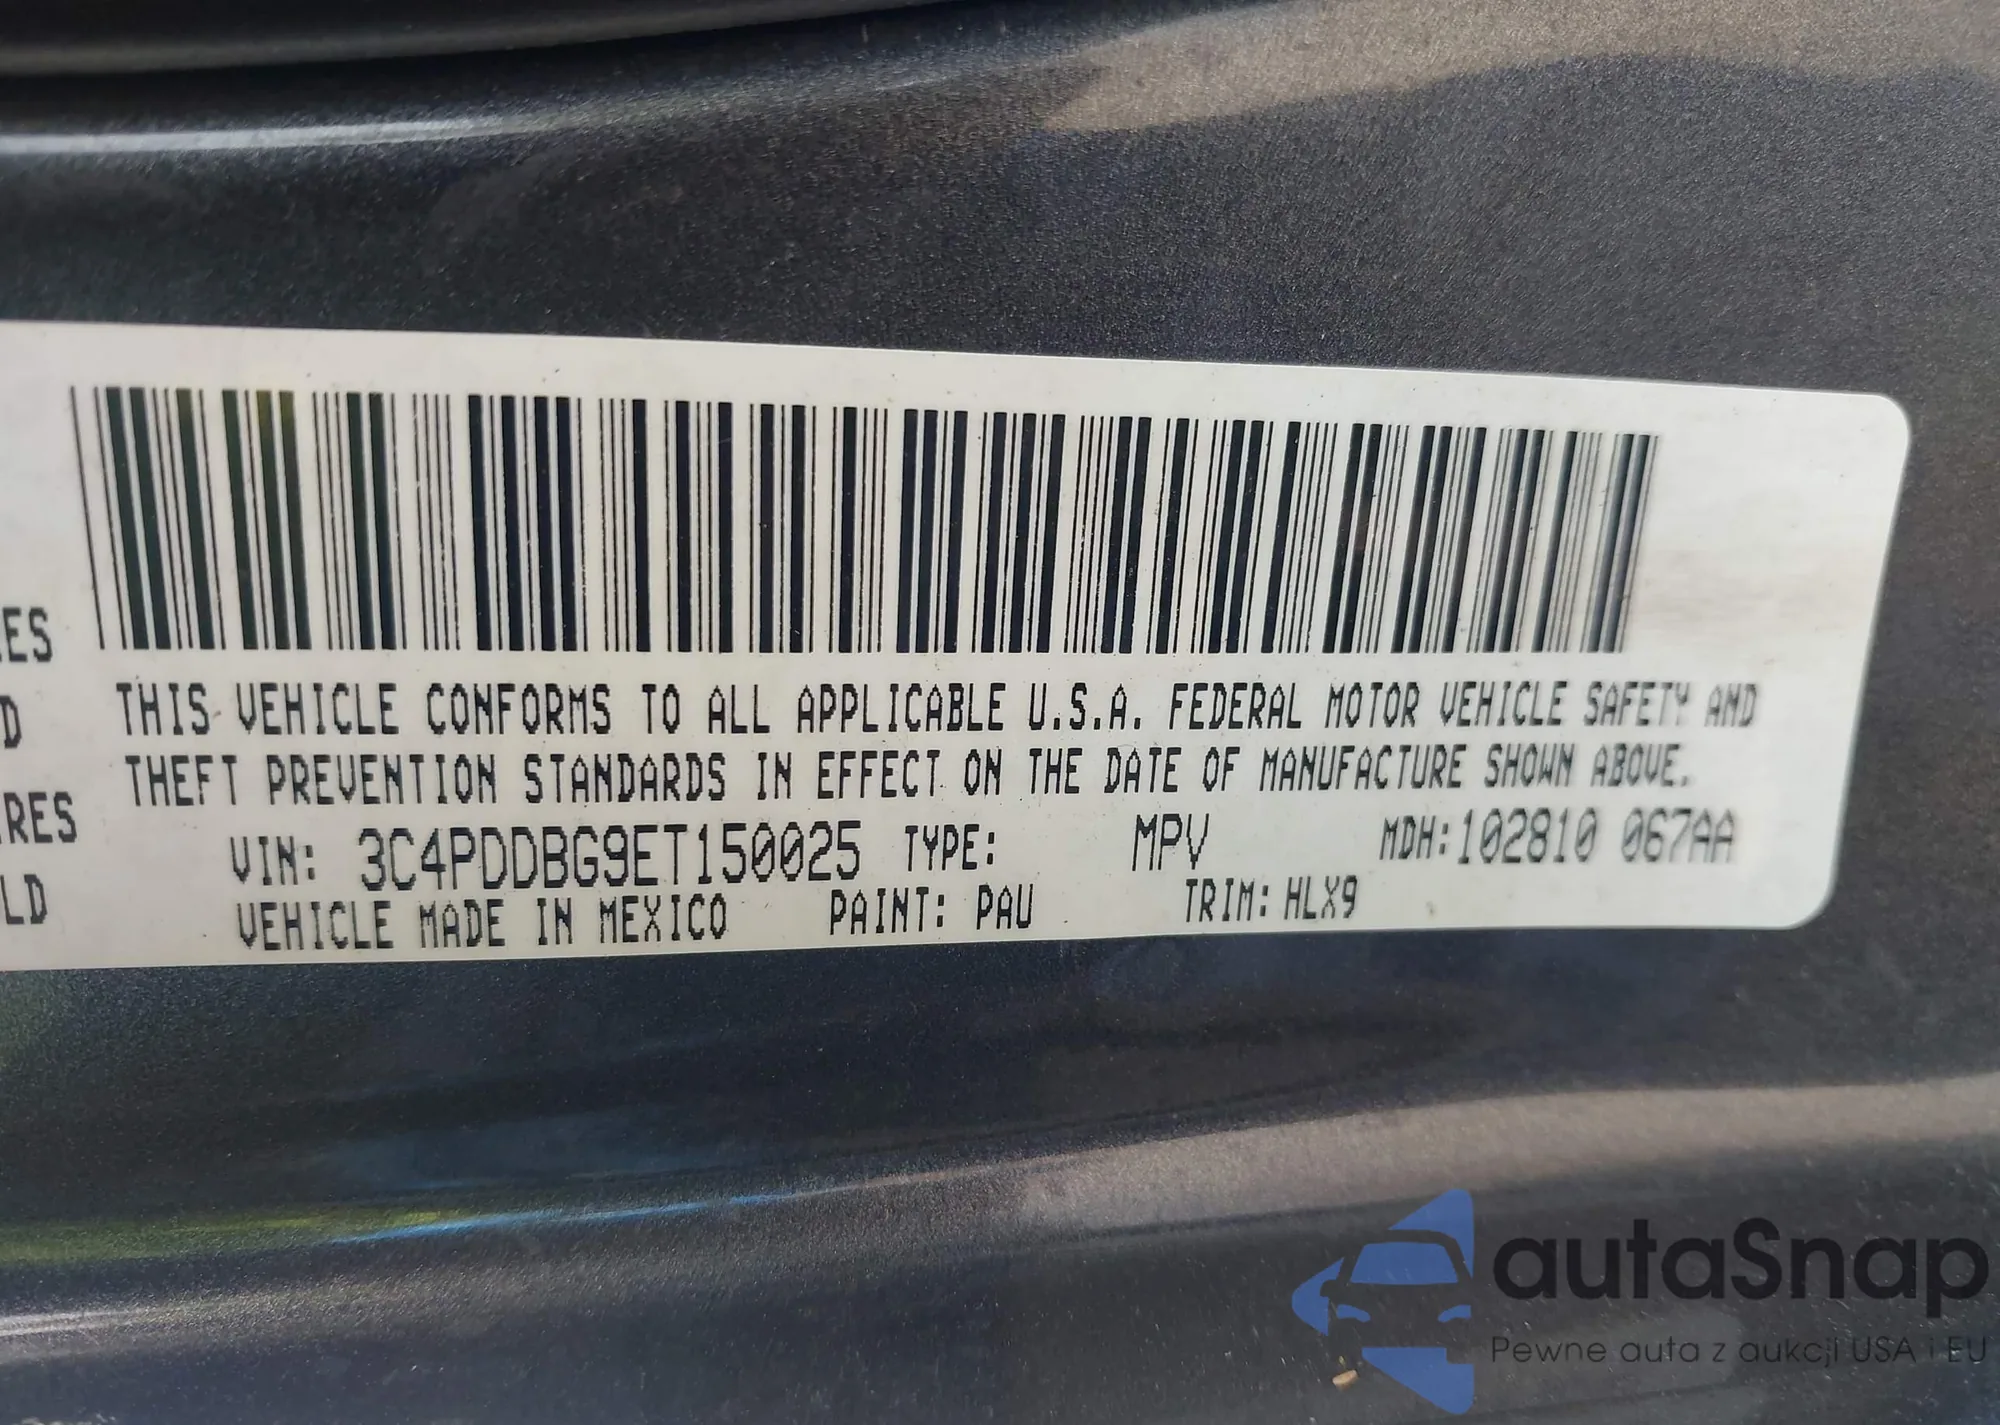 ES
D
RES
LD
THIS VEHICLE CONFORMS TO ALL APPLICABLE U.S.A. FEDERAL MOTOR VEHICLE SAFETY AND
THEFT PREVENTION STANDARDS IN EFFECT ON THE DATE OF MANUFACTURE SHOWN ABOVE.
VIN: 3C4PDDBG9ET150025 TYPE: MPV MDH:102810 067AA
VEHICLE MADE IN MEXICO PAINT: PAU TRIM: HLX9
autaSnap
Pewne auta z aukcji USA i EU